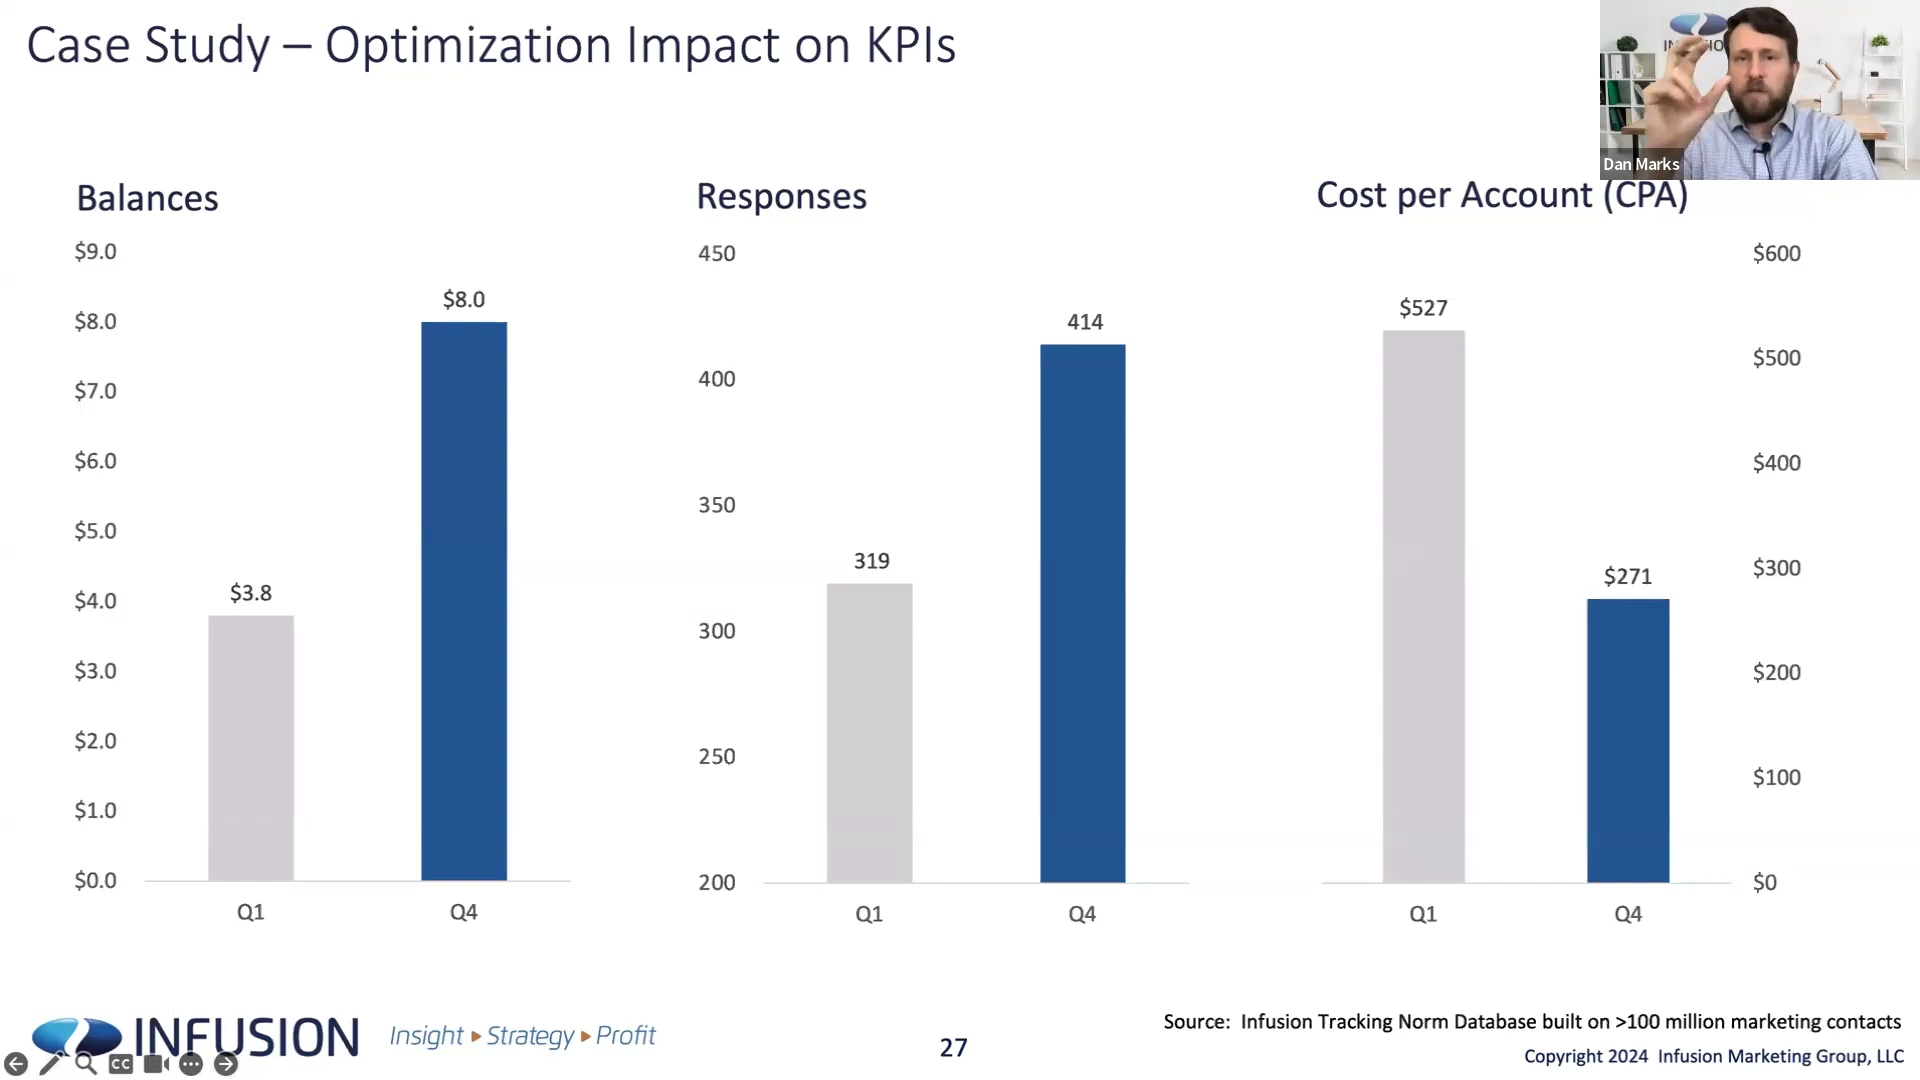 Case Study – Optimization Impact on KPIs
Dan Marks
Balances
$9.0
$8.0
$7.0
$6.0
$5.0
$4.0
$3.0
$2.0
$1.0
$0.0
$3.8
$8.0
Q1
Q4
Responses
450
400
350
300
250
200
319
414
Q1
Q4
Cost per Account (CPA)
$600
$500
$400
$300
$200
$100
$0
$527
$271
Q1
Q4
INFUSION
Insight Strategy Profit
CC
27
Source: Infusion Tracking Norm Database built on >100 million marketing contacts
Copyright 2024 Infusion Marketing Group, LLC